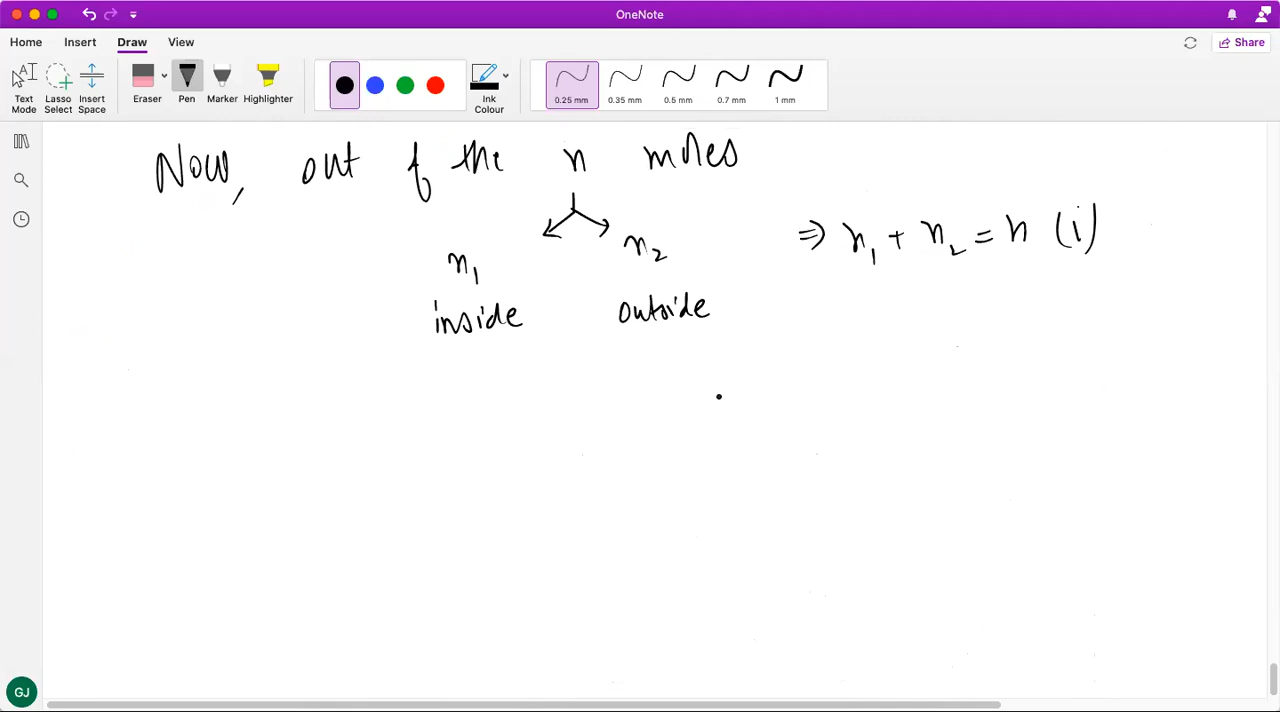 OneNote
Home Insert Draw View
Share
Text Mode
Lasso Select
Insert Space
Eraser
Pen
Marker
Highlighter
Ink Colour
0.25 mm
0.35 mm
0.5 mm
0.7 mm
1 mm
Now, out of the n moles
⇒ n₁ + n₂ = n (i)
n₁ n₂
inside outside
GJ